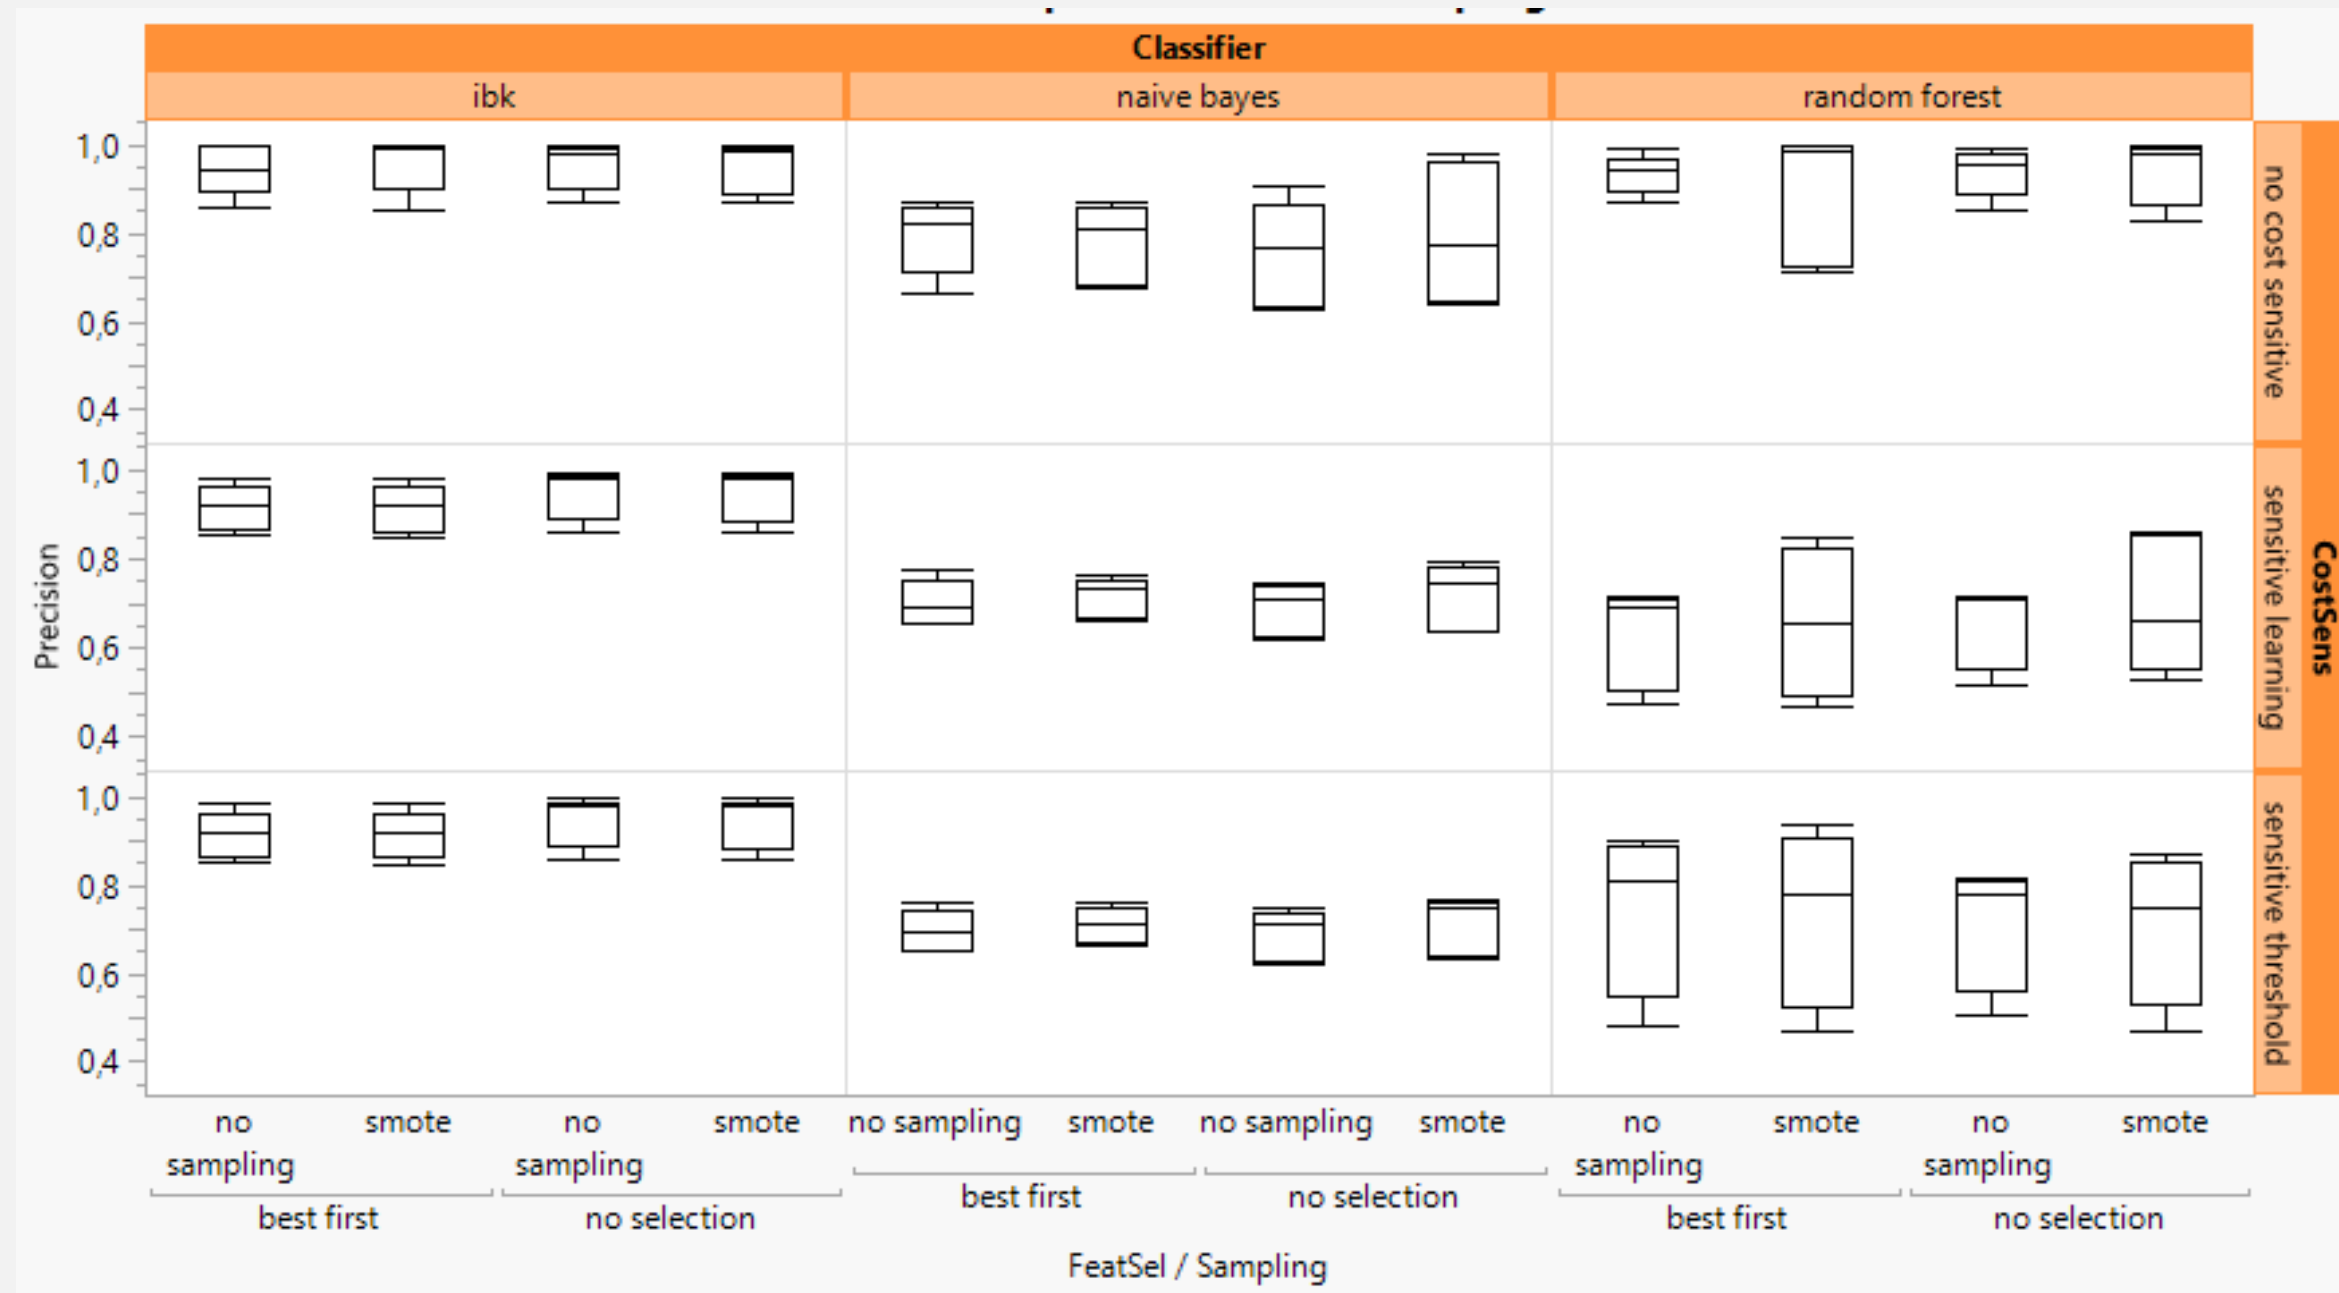 Classifier
ibk
naive bayes
random forest
1,0
0,8
0,6
0,4
no cost sensitive
1,0
0,8
0,6
0,4
sensitive learning
1,0
0,8
0,6
0,4
sensitive threshold
CostSens
Precision
no sampling
smote
no sampling
smote
no sampling
smote
no sampling
smote
no sampling
smote
no sampling
smote
best first
no selection
best first
no selection
best first
no selection
FeatSel / Sampling